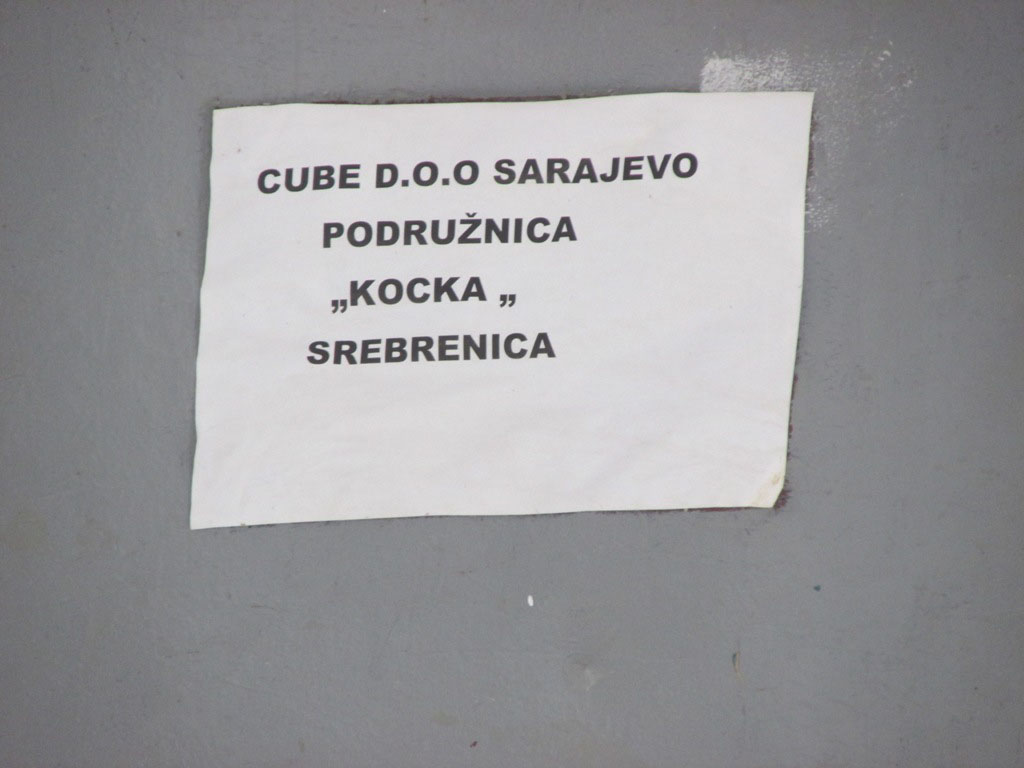 CUBE D.O.O SARAJEVO
PODRUŽNICA
„KOCKA „
SREBRENICA